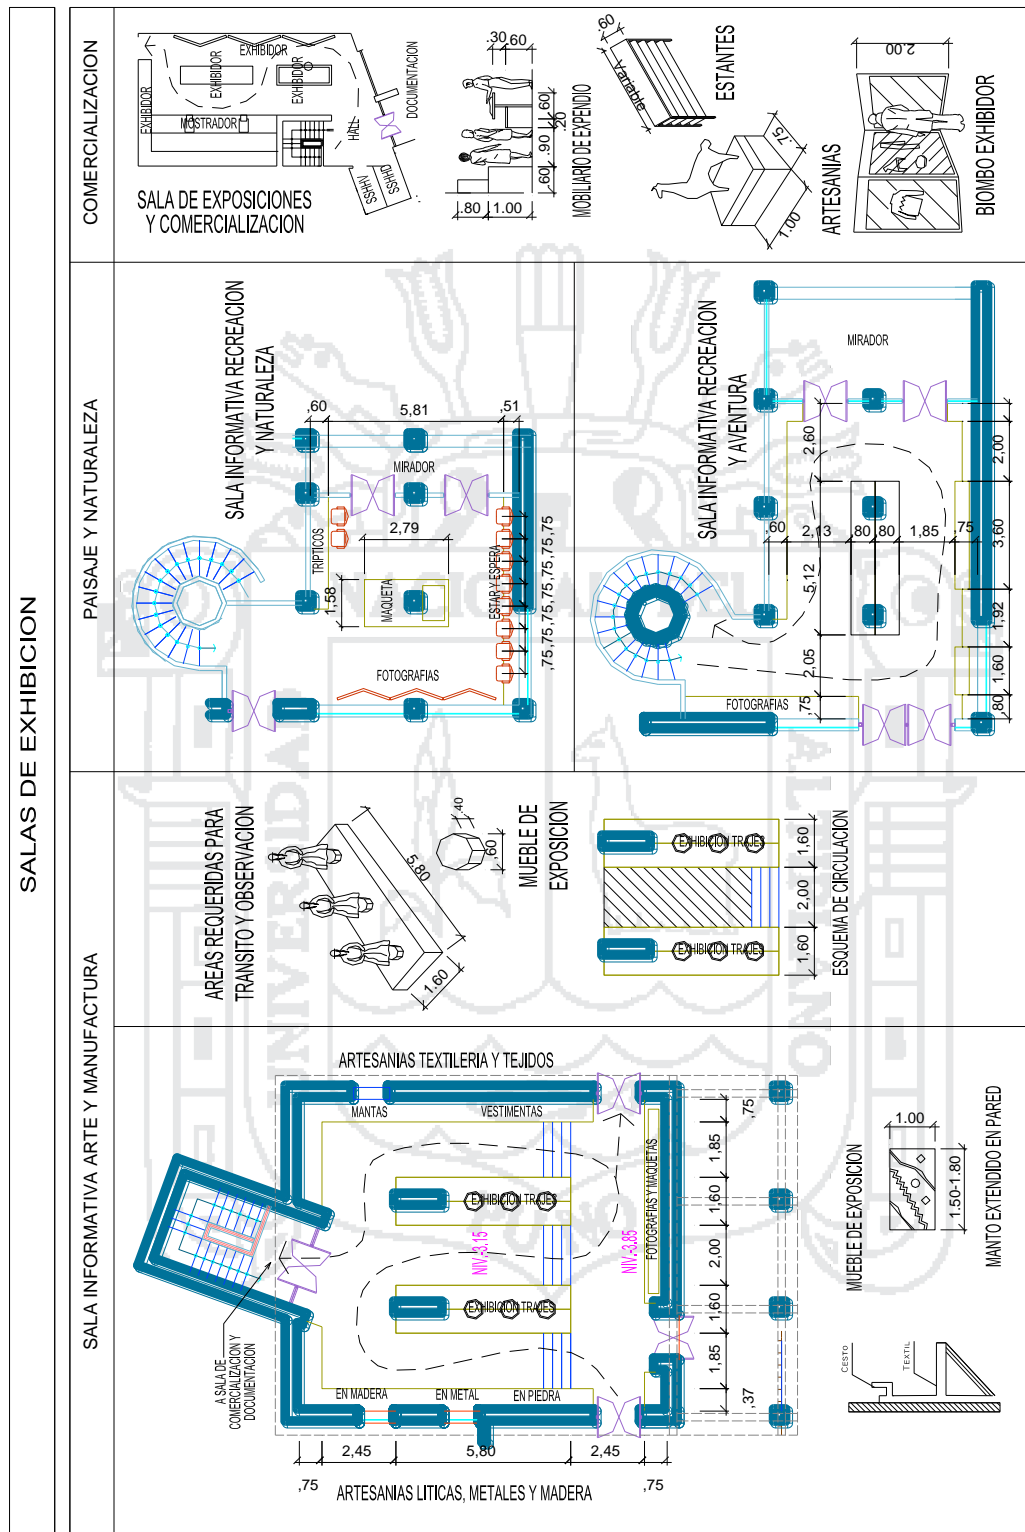 SALAS DE EXHIBICION
COMERCIALIZACION
EXHIBIDOR
EXHIBIDOR
EXHIBIDOR
EXHIBIDOR
MOSTRADOR
HALL
DOCUMENTACION
SSHHV
SSHHD
SALA DE EXPOSICIONES
Y COMERCIALIZACION
.30
.60
.60
.20
.90
.60
.80
1.00
MOBILIARIO DE EXPENDIO
.60
Variable
ESTANTES
.75
1.00
ARTESANIAS
2.00
BIOMBO EXHIBIDOR
PAISAJE Y NATURALEZA
SALA INFORMATIVA RECREACION
Y NATURALEZA
,60
5,81
,51
MIRADOR
TRIPTICOS
2,79
1,58
MAQUETA
ESTAR Y ESPERA
,75,75,75,75,75,75,75
FOTOGRAFIAS
SALA INFORMATIVA RECREACION
Y AVENTURA
MIRADOR
2,60
2,00
,60
2,13
,80
,80
1,85
,75
3,60
5,12
1,92
2,05
1,60
,75
,80
FOTOGRAFIAS
SALA INFORMATIVA ARTE Y MANUFACTURA
AREAS REQUERIDAS PARA
TRANSITO Y OBSERVACION
5.80
1.60
.40
.60
MUEBLE DE
EXPOSICION
EXHIBICION TRAJES
EXHIBICION TRAJES
1,60
2,00
1,60
ESQUEMA DE CIRCULACION
ARTESANIAS TEXTILERIA Y TEJIDOS
MANTAS
VESTIMENTAS
EXHIBICION TRAJES
EXHIBICION TRAJES
NIV.-3.15
NIV.-3.85
FOTOGRAFIAS Y MAQUETAS
,75
1,85
1,60
2,00
1,60
1,85
,37
A SALA DE
COMERCIALIZACION Y
DOCUMENTACION
EN MADERA
EN METAL
EN PIEDRA
,75
2,45
5,80
2,45
,75
ARTESANIAS LITICAS, METALES Y MADERA
1.00
1.50-1.80
MUEBLE DE EXPOSICION
MANTO EXTENDIDO EN PARED
CESTO
TEXTIL